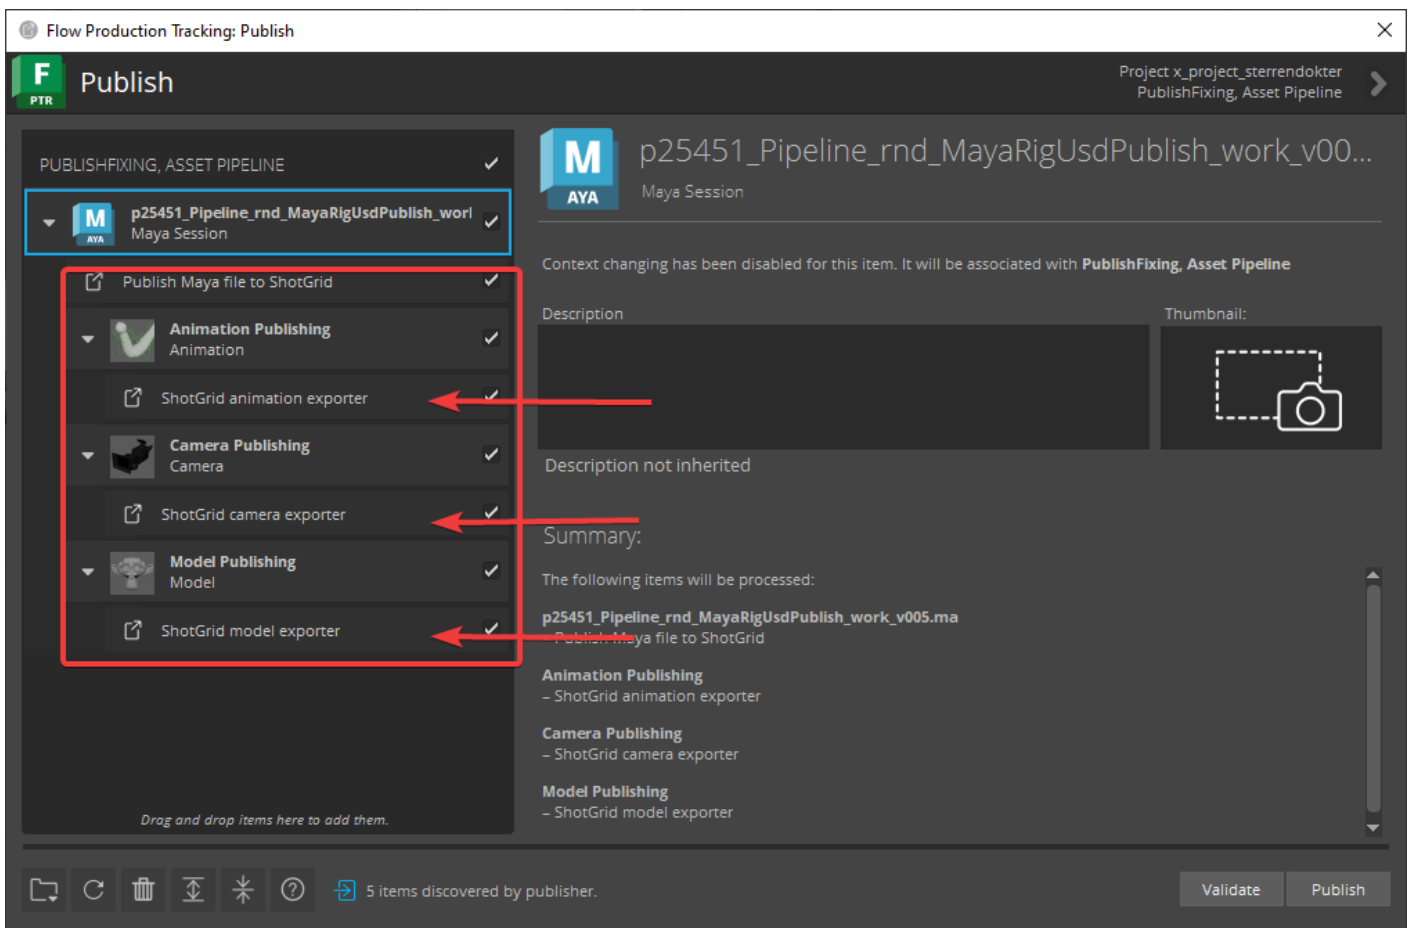 Flow Production Tracking: Publish
F
PTR
Publish
Project x_project_sterrendokter
PublishFixing, Asset Pipeline
PUBLISHFIXING, ASSET PIPELINE
M
AYA
p25451_Pipeline_rnd_MayaRigUsdPublish_worl
Maya Session
Publish Maya file to ShotGrid
Animation Publishing
Animation
ShotGrid animation exporter
Camera Publishing
Camera
ShotGrid camera exporter
Model Publishing
Model
ShotGrid model exporter
Drag and drop items here to add them.
M
AYA
p25451_Pipeline_rnd_MayaRigUsdPublish_work_v00...
Maya Session
Context changing has been disabled for this item. It will be associated with PublishFixing, Asset Pipeline
Description
Thumbnail:
Description not inherited
Summary:
The following items will be processed:
p25451_Pipeline_rnd_MayaRigUsdPublish_work_v005.ma
– Publish Maya file to ShotGrid
Animation Publishing
– ShotGrid animation exporter
Camera Publishing
– ShotGrid camera exporter
Model Publishing
– ShotGrid model exporter
5 items discovered by publisher.
Validate
Publish